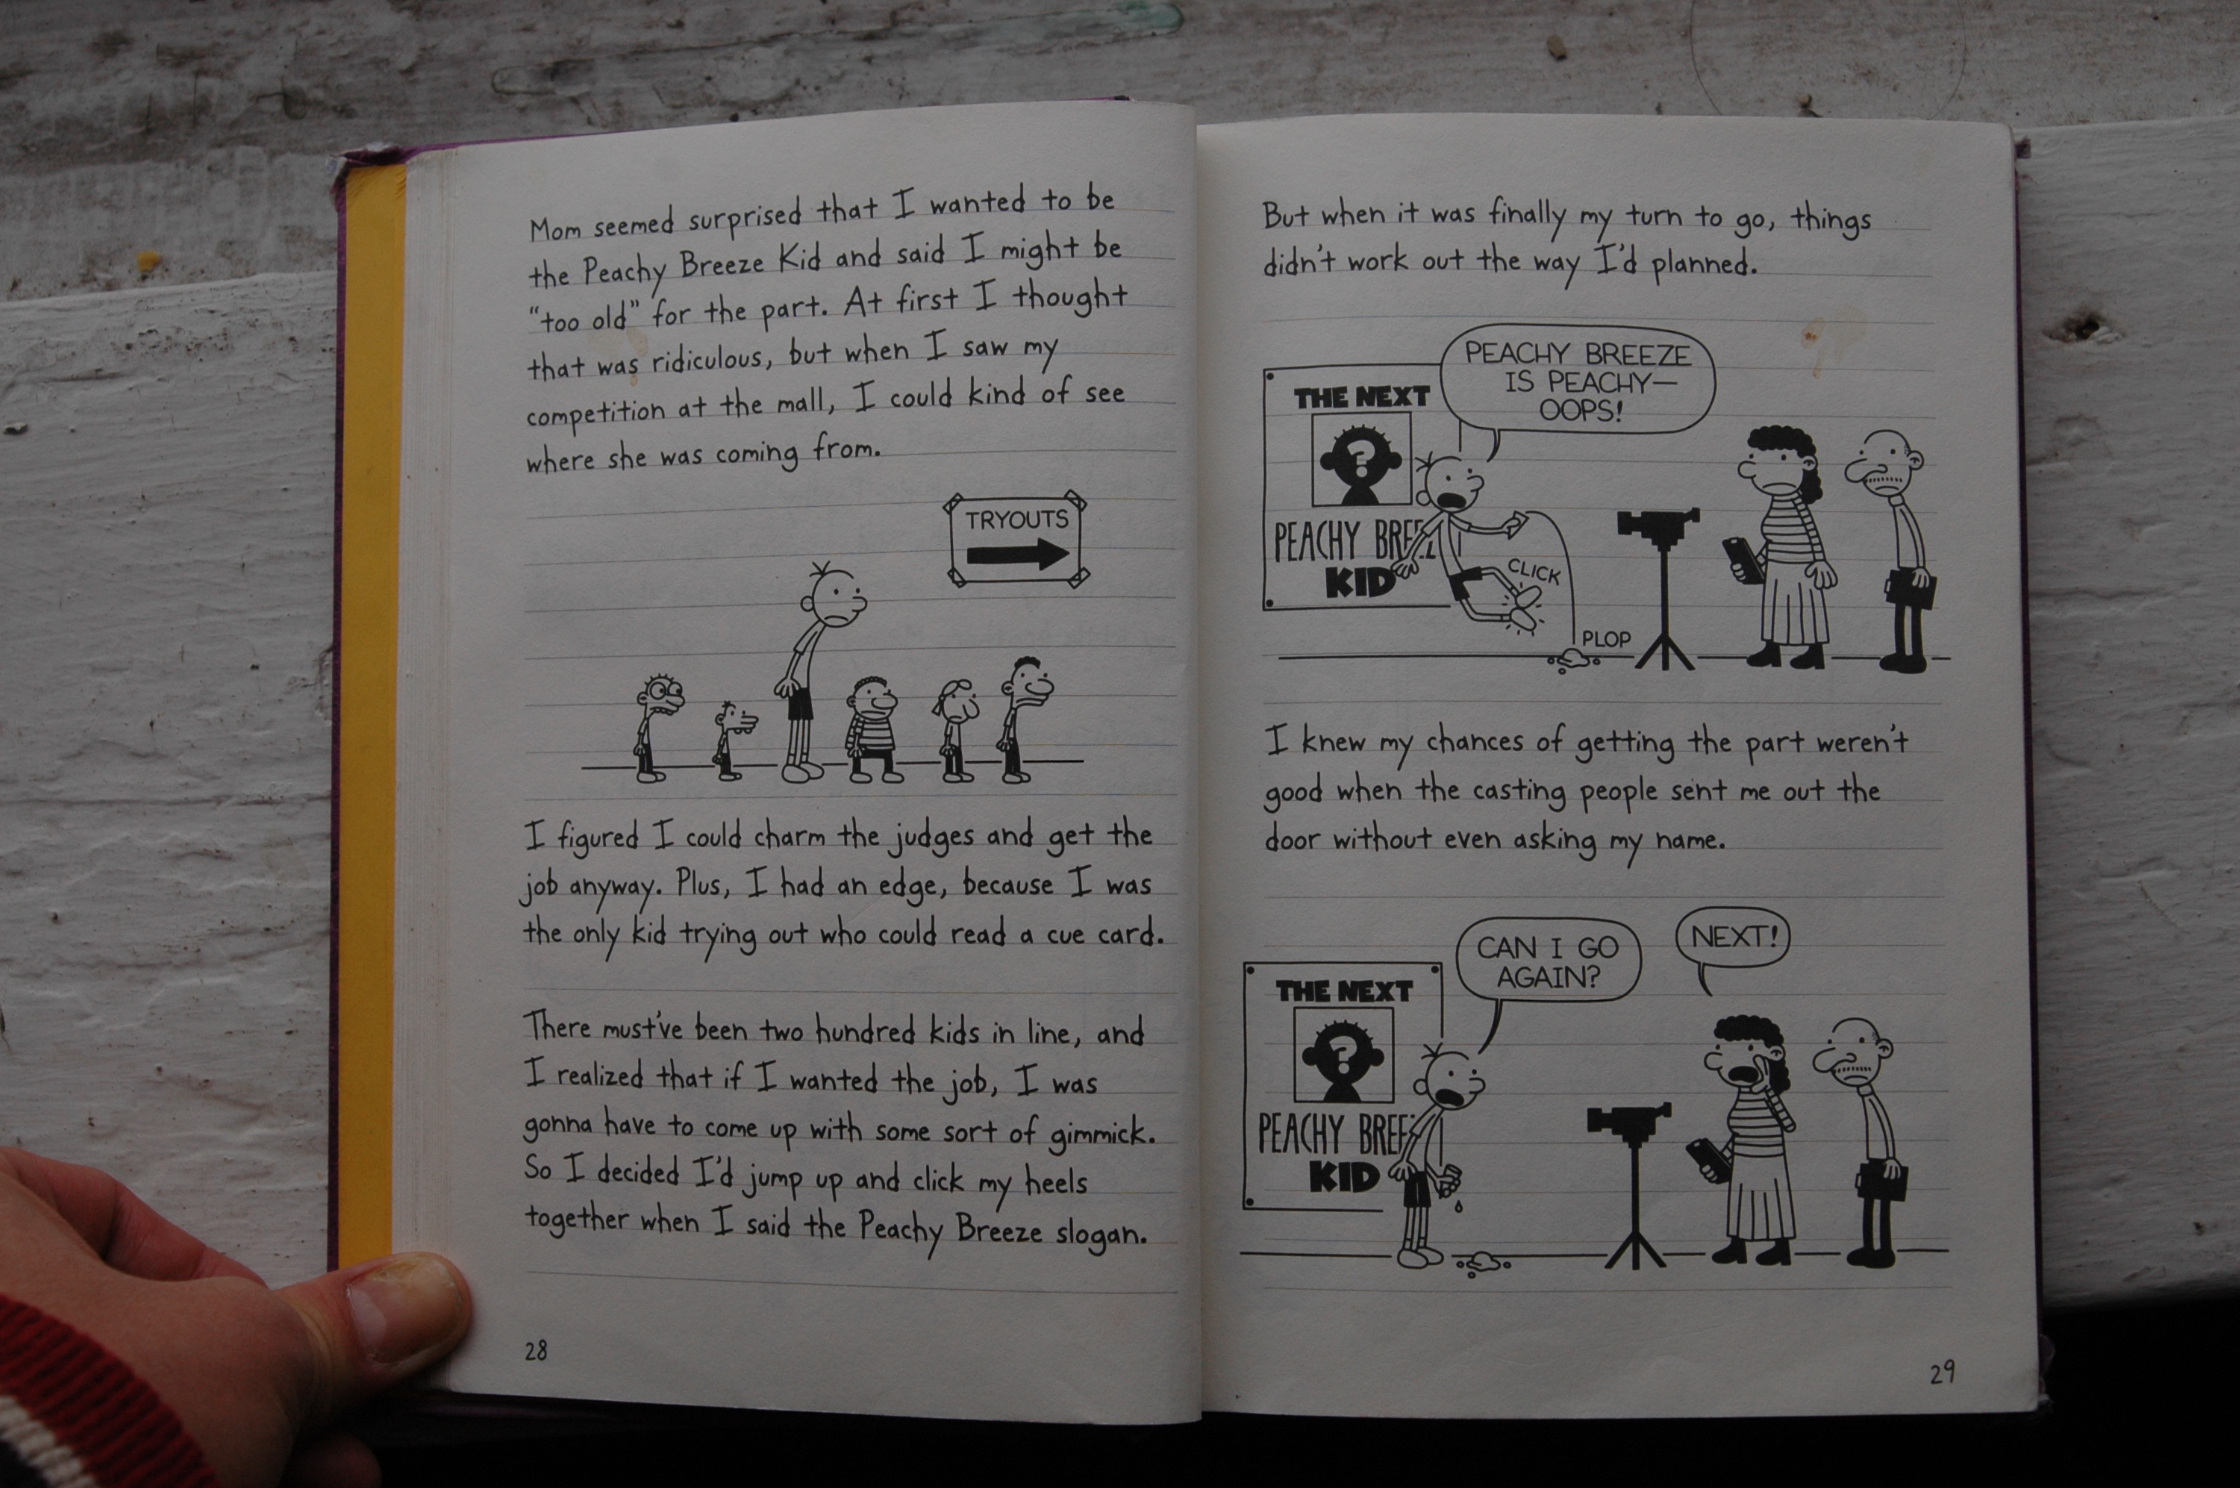 Mom seemed surprised that I wanted to be
the Peachy Breeze Kid and said I might be
"too old" for the part. At first I thought
that was ridiculous, but when I saw my
competition at the mall, I could kind of see
where she was coming from.
TRYOUTS
I figured I could charm the judges and get the
job anyway. Plus, I had an edge, because I was
the only kid trying out who could read a cue card.
There must've been two hundred kids in line, and
I realized that if I wanted the job, I was
gonna have to come up with some sort of gimmick.
So I decided I'd jump up and click my heels
together when I said the Peachy Breeze slogan.
28
But when it was finally my turn to go, things
didn't work out the way I'd planned.
PEACHY BREEZE
IS PEACHY—
OOPS!
THE NEXT
?
PEACHY BREE
KID
CLICK
PLOP
I knew my chances of getting the part weren't
good when the casting people sent me out the
door without even asking my name.
CAN I GO
AGAIN?
NEXT!
THE NEXT
?
PEACHY BREE
KID
29